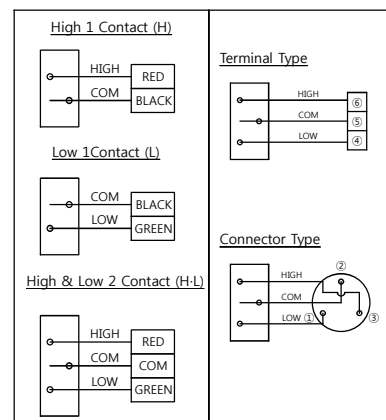 High 1 Contact (H)
HIGH RED
COM BLACK
Low 1Contact (L)
COM BLACK
LOW GREEN
High & Low 2 Contact (H·L)
HIGH RED
COM COM
LOW GREEN
Terminal Type
HIGH ⑥
COM ⑤
LOW ④
Connector Type
②
HIGH
COM
LOW ① ③